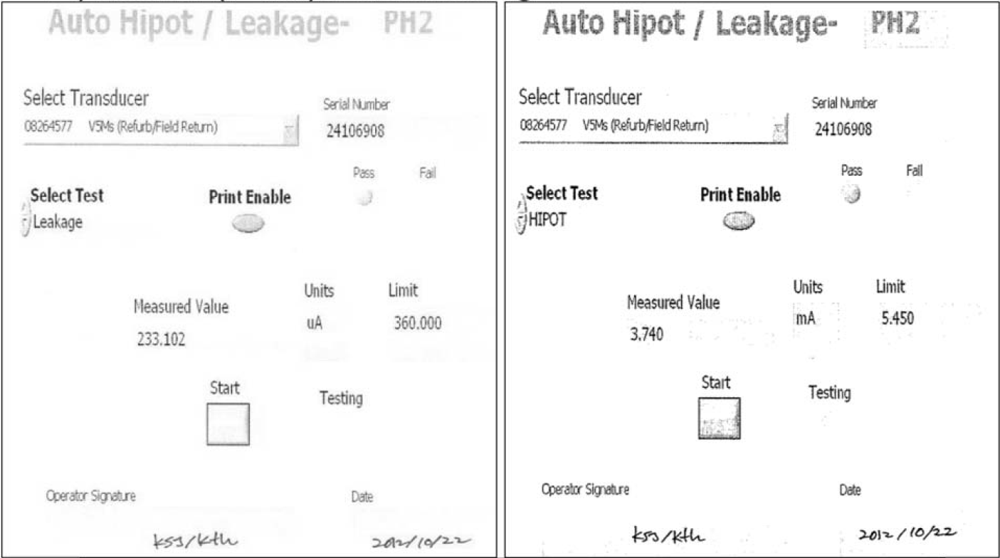 Auto Hipot / Leakage- PH2
Select Transducer
Serial Number
08264577 V5Ms (Refurb/Field Return)
24106908
Pass Fail
Select Test
Print Enable
Leakage
Units Limit
Measured Value
uA 360.000
233.102
Start
Testing
Operator Signature
Date
KSJ/Kth
2012/10/22
Auto Hipot / Leakage- PH2
Select Transducer
Serial Number
08264577 V5Ms (Refurb/Field Return)
24106908
Pass Fail
Select Test
Print Enable
HIPOT
Units Limit
Measured Value
mA 5.450
3.740
Start
Testing
Operator Signature
Date
KSJ/Kth
2012/10/22